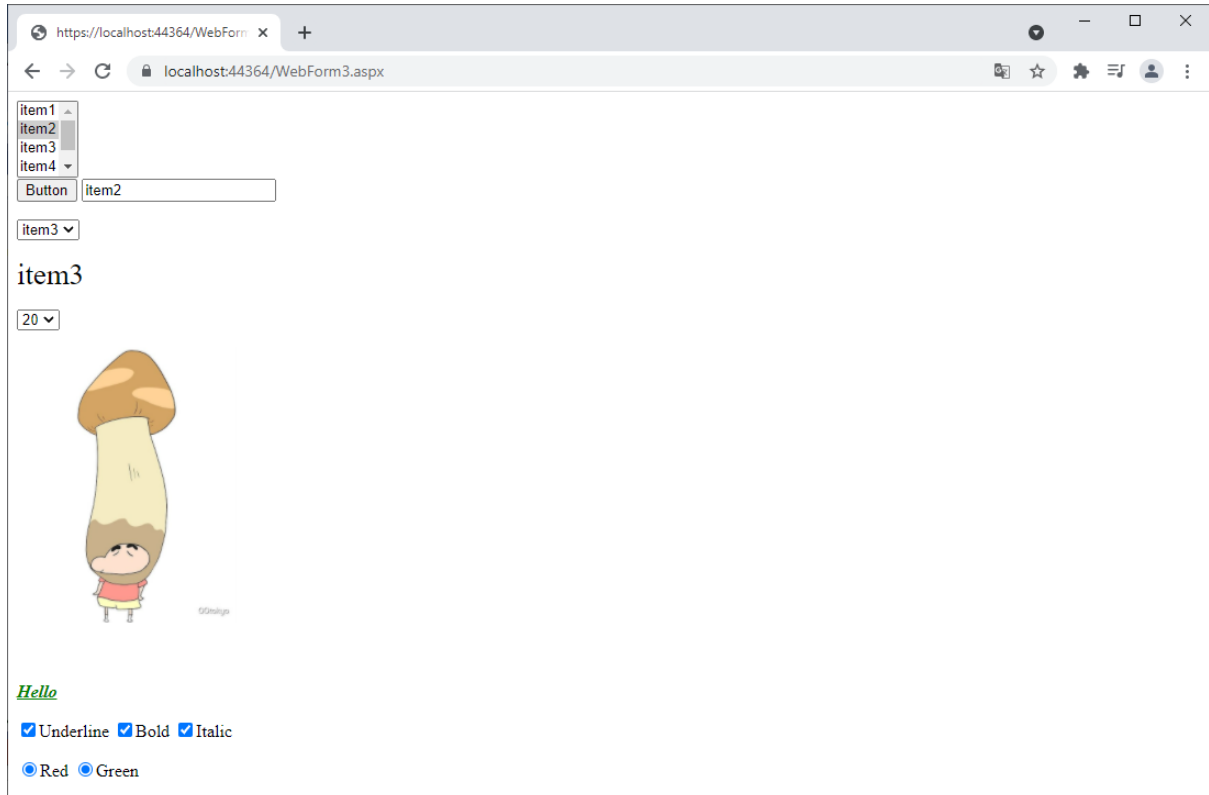 https://localhost:44364/WebForm
localhost:44364/WebForm3.aspx
item1
item2
item3
item4
Button item2
item3
item3
20
Hello
Underline Bold Italic
Red Green